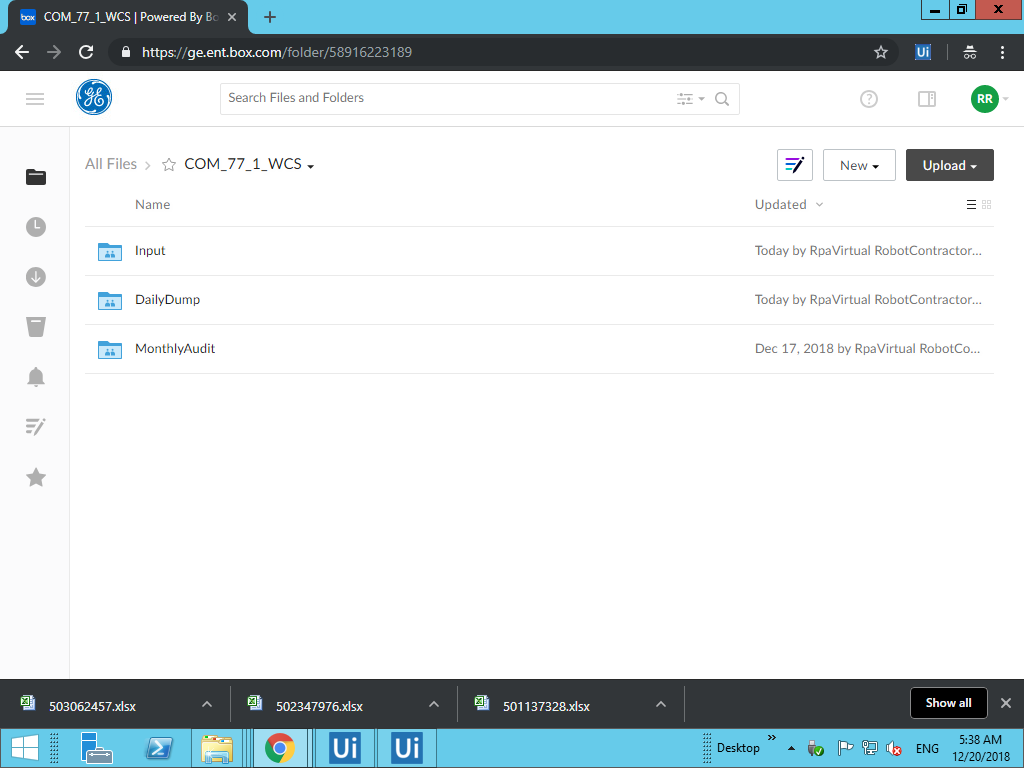 box COM_77_1_WCS | Powered By Bo
https://ge.ent.box.com/folder/58916223189
Ui
Search Files and Folders
RR
All Files COM_77_1_WCS
New
Upload
Name
Updated
Input
Today by RpaVirtual RobotContractor...
DailyDump
Today by RpaVirtual RobotContractor...
MonthlyAudit
Dec 17, 2018 by RpaVirtual RobotCo...
503062457.xlsx
502347976.xlsx
501137328.xlsx
Show all
Ui
Ui
Desktop
ENG
5:38 AM
12/20/2018